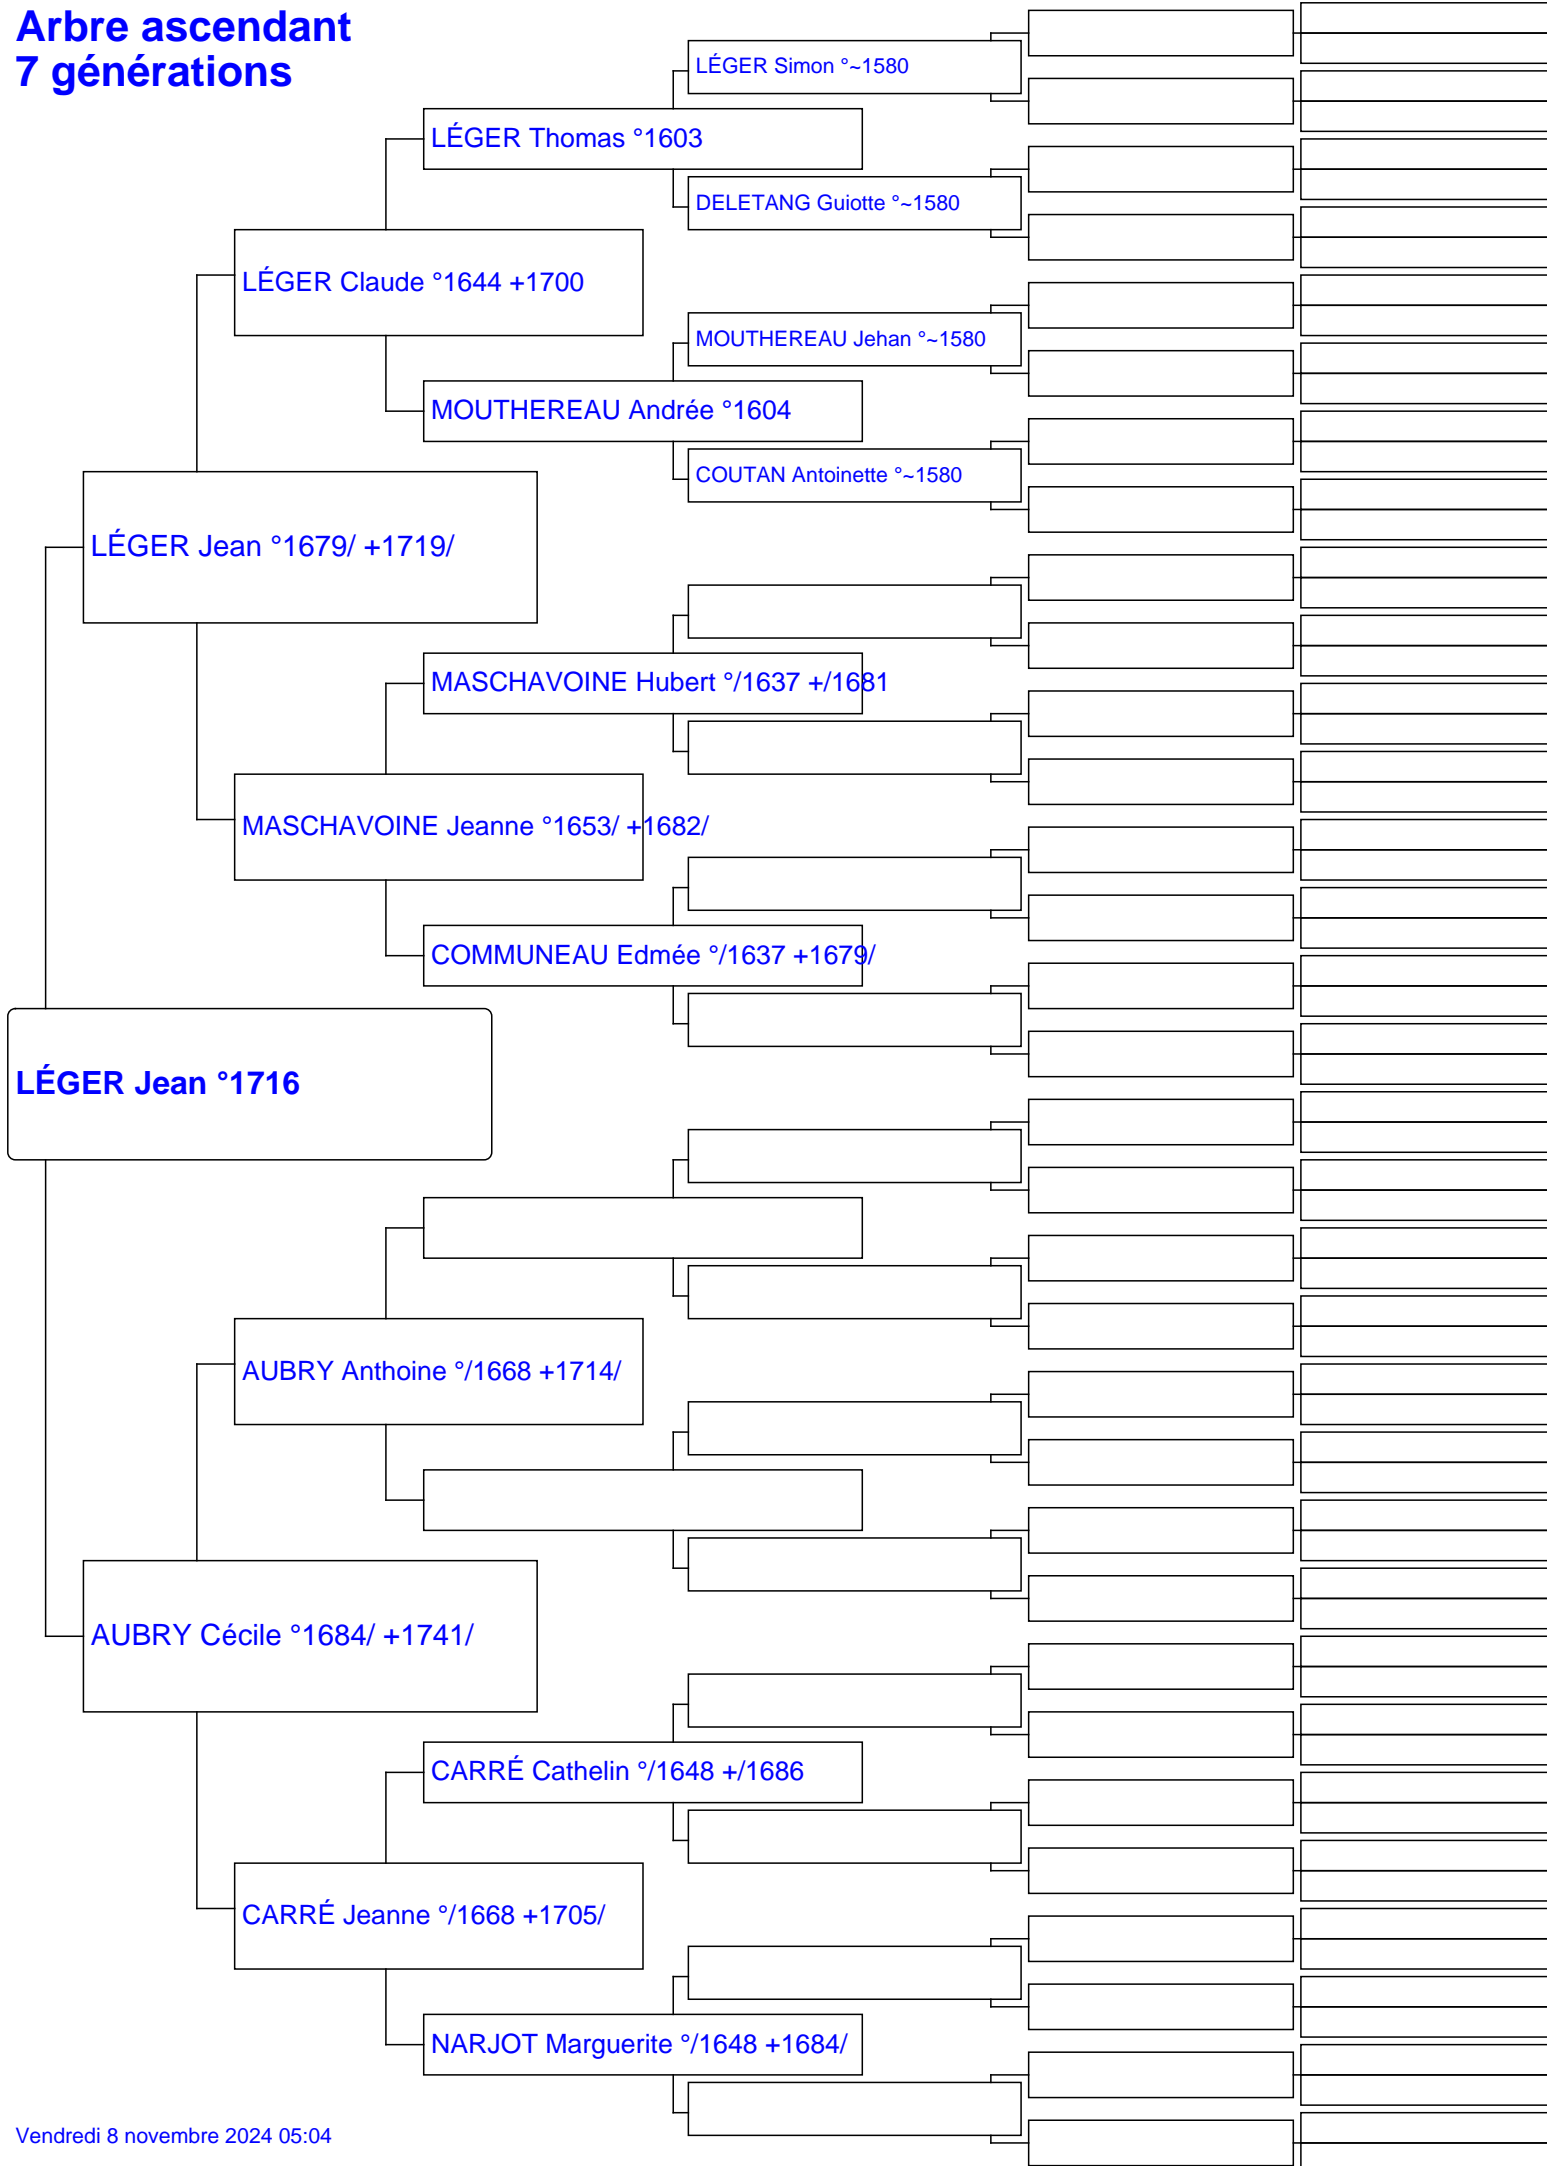 Arbre ascendant
7 générations
LÉGER Simon °~1580
LÉGER Thomas °1603
DELETANG Guiotte °~1580
LÉGER Claude °1644 +1700
MOUTHEREAU Jehan °~1580
MOUTHEREAU Andrée °1604
COUTAN Antoinette °~1580
LÉGER Jean °1679/ +1719/
MASCHAVOINE Hubert °/1637 +/1681
MASCHAVOINE Jeanne °1653/ +1682/
COMMUNEAU Edmée °/1637 +1679/
LÉGER Jean °1716
AUBRY Anthoine °/1668 +1714/
AUBRY Cécile °1684/ +1741/
CARRÉ Cathelin °/1648 +/1686
CARRÉ Jeanne °/1668 +1705/
NARJOT Marguerite °/1648 +1684/
Vendredi 8 novembre 2024 05:04